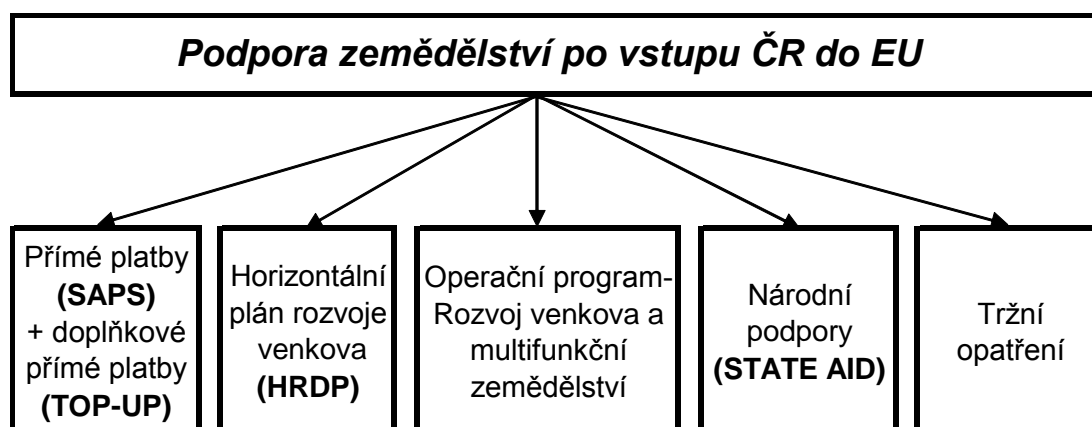 Podpora zemědělství po vstupu ČR do EU
Přímé platby
(SAPS)
+ doplňkové
přímé platby
(TOP-UP)
Horizontální
plán rozvoje
venkova
(HRDP)
Operační program-
Rozvoj venkova a
multifunkční
zemědělství
Národní
podpory
(STATE AID)
Tržní
opatření